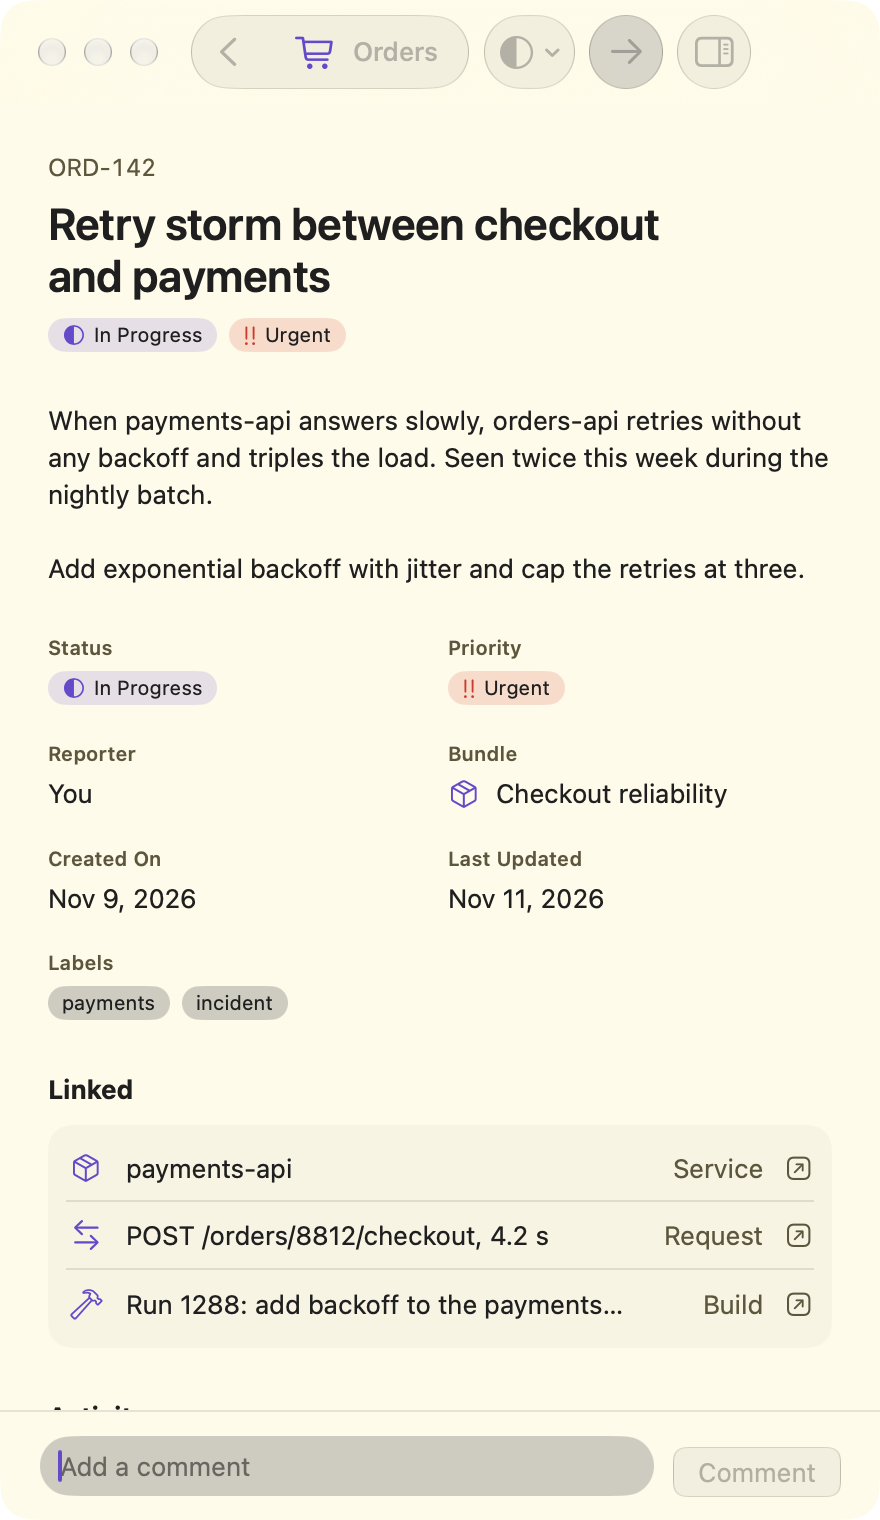 Orders
ORD-142
Retry storm between checkout
and payments
In Progress
!! Urgent
When payments-api answers slowly, orders-api retries without
any backoff and triples the load. Seen twice this week during the
nightly batch.
Add exponential backoff with jitter and cap the retries at three.
Status
Priority
In Progress
!! Urgent
Reporter
Bundle
You
Checkout reliability
Created On
Last Updated
Nov 9, 2026
Nov 11, 2026
Labels
payments
incident
Linked
payments-api Service
POST /orders/8812/checkout, 4.2 s Request
Run 1288: add backoff to the payments... Build
Add a comment
Comment